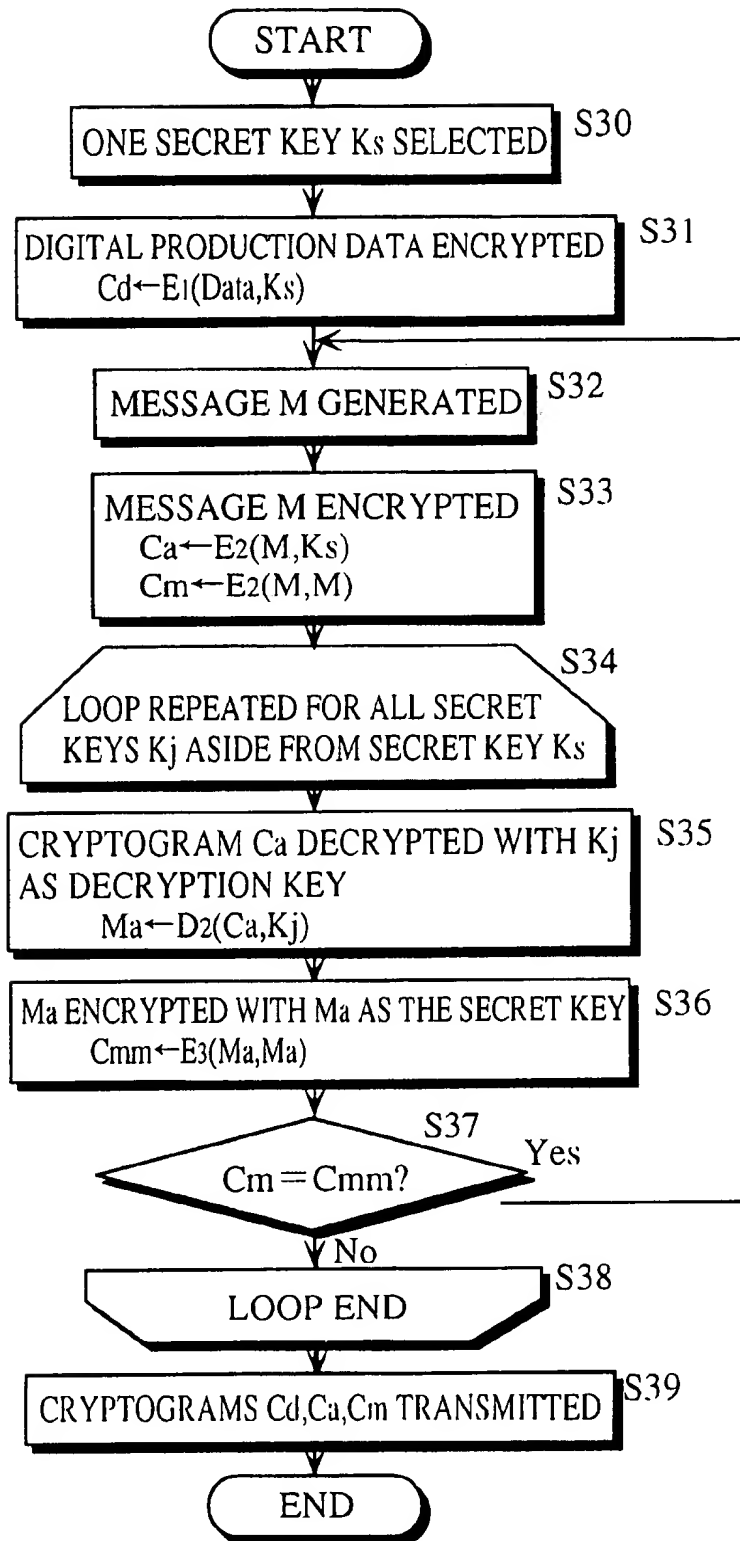 START
ONE SECRET KEY Ks SELECTED
S30
DIGITAL PRODUCTION DATA ENCRYPTED
Cd←E1(Data,Ks)
S31
MESSAGE M GENERATED
S32
MESSAGE M ENCRYPTED
Ca←E2(M,Ks)
Cm←E2(M,M)
S33
LOOP REPEATED FOR ALL SECRET
KEYS Kj ASIDE FROM SECRET KEY Ks
S34
CRYPTOGRAM Ca DECRYPTED WITH Kj
AS DECRYPTION KEY
Ma←D2(Ca,Kj)
S35
Ma ENCRYPTED WITH Ma AS THE SECRET KEY
Cmm←E3(Ma,Ma)
S36
S37
Cm=Cmm?
Yes
No
LOOP END
S38
CRYPTOGRAMS Cd,Ca,Cm TRANSMITTED
S39
END